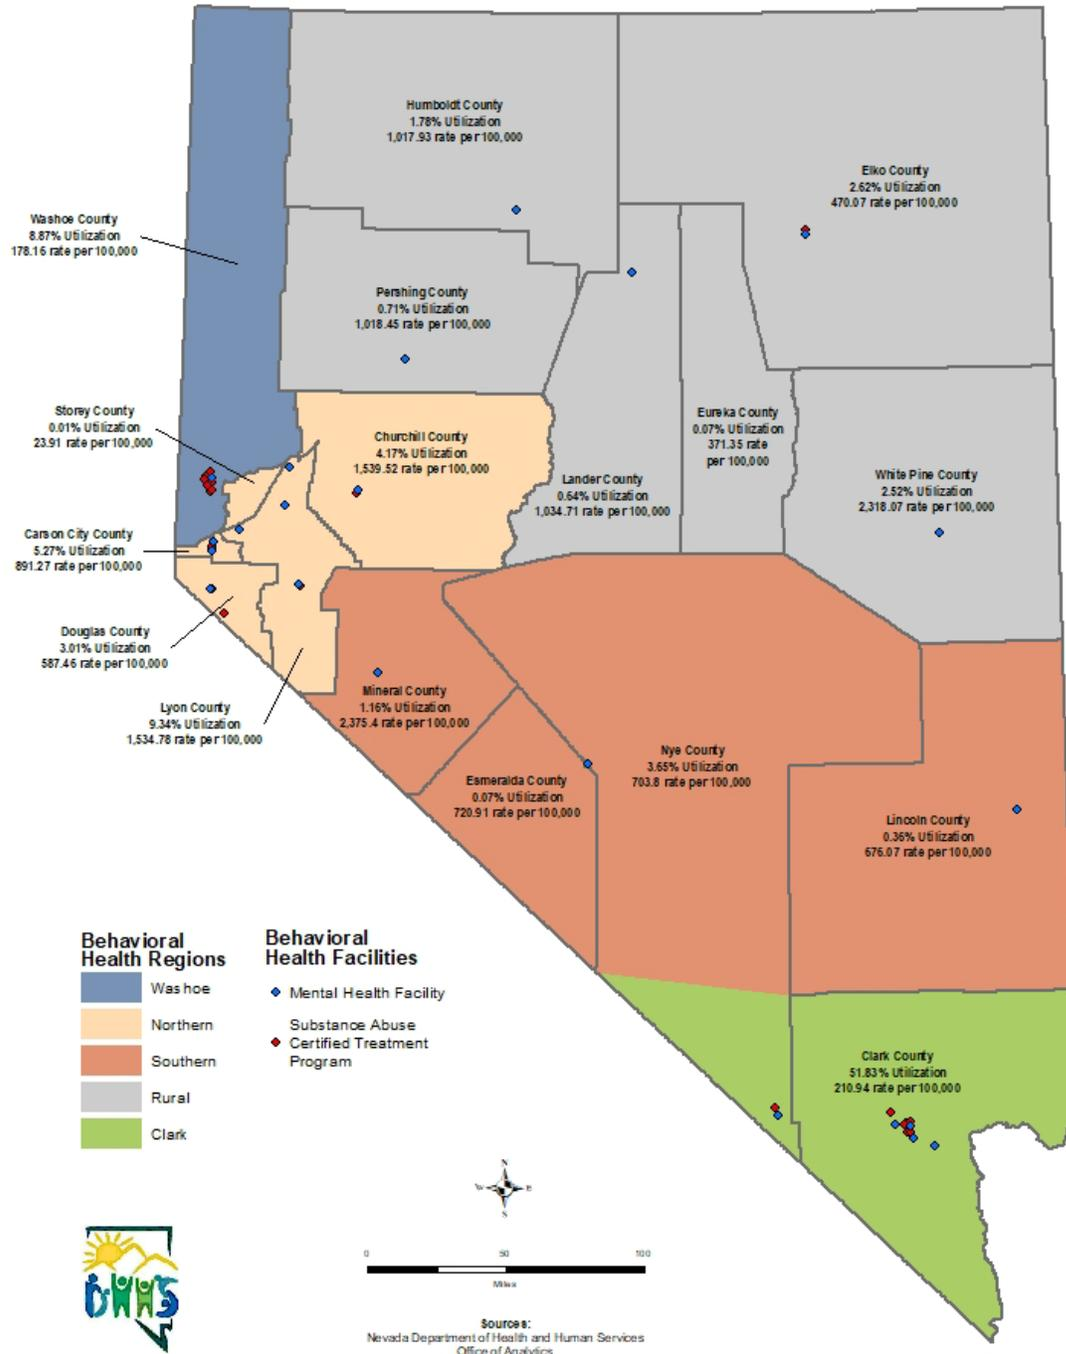 Humboldt County
1.78% Utilization
1,017.93 rate per 100,000
Elko County
2.62% Utilization
470.07 rate per 100,000
Washoe County
8.87% Utilization
178.16 rate per 100,000
Pershing County
0.71% Utilization
1,018.45 rate per 100,000
Storey County
0.01% Utilization
23.91 rate per 100,000
Churchill County
4.17% Utilization
1,539.52 rate per 100,000
Eureka County
0.07% Utilization
371.35 rate
per 100,000
Lander County
0.64% Utilization
1,034.71 rate per 100,000
White Pine County
2.52% Utilization
2,318.07 rate per 100,000
Carson City County
5.27% Utilization
891.27 rate per 100,000
Douglas County
3.01% Utilization
587.46 rate per 100,000
Lyon County
9.34% Utilization
1,534.78 rate per 100,000
Mineral County
1.16% Utilization
2,375.4 rate per 100,000
Esmeralda County
0.07% Utilization
720.91 rate per 100,000
Nye County
3.65% Utilization
703.8 rate per 100,000
Lincoln County
0.36% Utilization
676.07 rate per 100,000
Clark County
51.83% Utilization
210.94 rate per 100,000
Behavioral
Health Regions
Washoe
Northern
Southern
Rural
Clark
Behavioral
Health Facilities
Mental Health Facility
Substance Abuse
Certified Treatment
Program
N
W E
S
0 50 100
Miles
DHHS
Sources:
Nevada Department of Health and Human Services
Office of Analytics